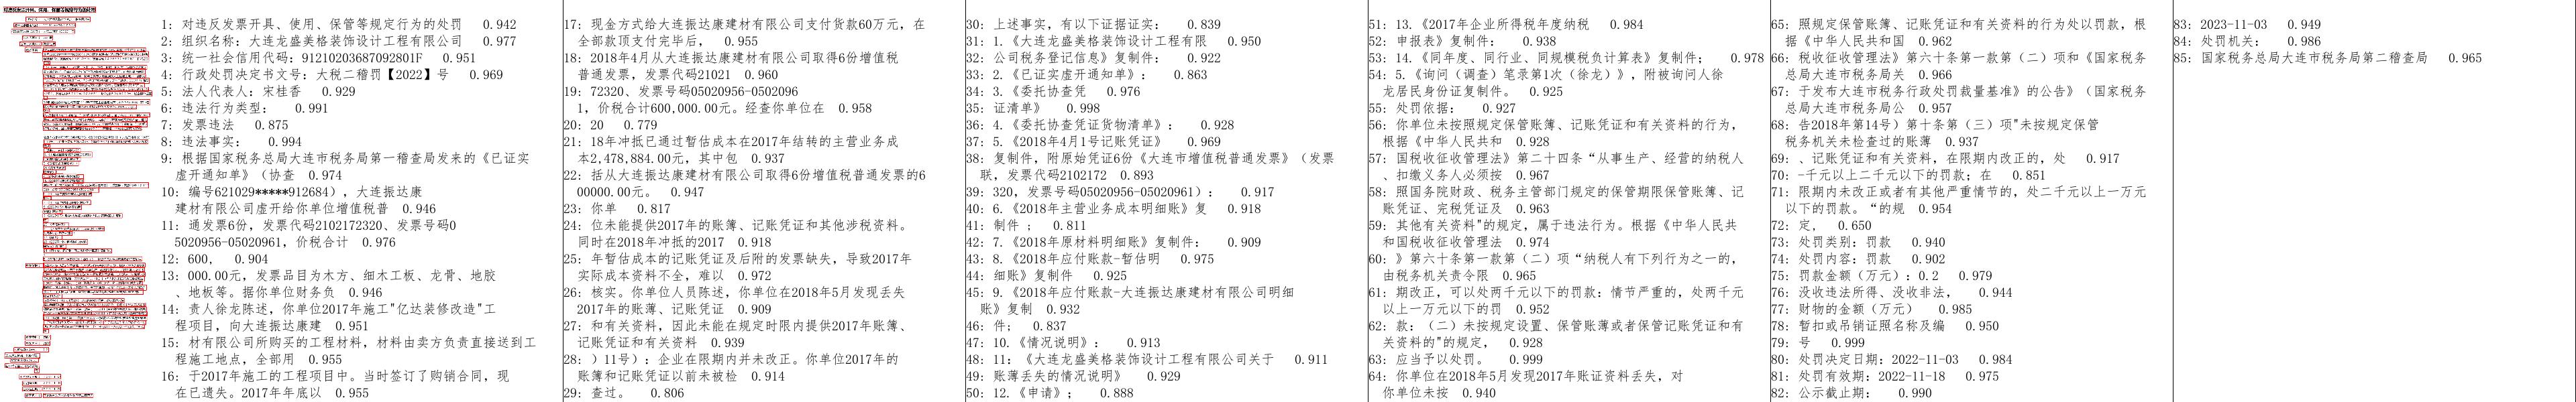 1: 对违反发票开具、使用、保管等规定行为的处罚 0.942
2: 组织名称：大连龙盛美格装饰设计工程有限公司 0.977
3: 统一社会信用代码：91210203687092801F 0.951
4: 行政处罚决定书文号：大税二稽罚【2022】号 0.969
5: 法人代表人：宋桂香 0.929
6: 违法行为类型： 0.991
7: 发票违法 0.875
8: 违法事实： 0.994
9: 根据国家税务总局大连市税务局第一稽查局发来的《已证实
虚开通知单》（协查 0.974
10: 编号621029*****912684），大连振达康
建材有限公司虚开给你单位增值税普 0.946
11: 通发票6份，发票代码2102172320、发票号码0
5020956-05020961，价税合计 0.976
12: 600, 0.904
13: 000.00元，发票品目为木方、细木工板、龙骨、地胶
、地板等。据你单位财务负 0.946
14: 责人徐龙陈述，你单位2017年施工"亿达装修改造"工
程项目，向大连振达康建 0.951
15: 材有限公司所购买的工程材料，材料由卖方负责直接送到工
程施工地点，全部用 0.955
16: 于2017年施工的工程项目中。当时签订了购销合同，现
在已遗失。2017年年底以 0.955
17: 现金方式给大连振达康建材有限公司支付货款60万元，在
全部款项支付完毕后， 0.955
18: 2018年4月从大连振达康建材有限公司取得6份增值税
普通发票，发票代码21021 0.960
19: 72320、发票号码05020956-0502096
1，价税合计600,000.00元。经查你单位在 0.958
20: 20 0.779
21: 18年冲抵已通过暂估成本在2017年结转的主营业务成
本2,478,884.00元，其中包 0.937
22: 括从大连振达康建材有限公司取得6份增值税普通发票的6
00000.00元。 0.947
23: 你单 0.817
24: 位未能提供2017年的账簿、记账凭证和其他涉税资料。
同时在2018年冲抵的2017 0.918
25: 年暂估成本的记账凭证及后附的发票缺失，导致2017年
实际成本资料不全，难以 0.972
26: 核实。你单位人员陈述，你单位在2018年5月发现丢失
2017年的账薄、记账凭证 0.909
27: 和有关资料，因此未能在规定时限内提供2017年账簿、
记账凭证和有关资料 0.939
28: ）11号）：企业在限期内并未改正。你单位2017年的
账簿和记账凭证以前未被检 0.914
29: 查过。 0.806
30: 上述事实，有以下证据证实： 0.839
31: 1.《大连龙盛美格装饰设计工程有限 0.950
32: 公司税务登记信息》复制件： 0.922
33: 2.《已证实虚开通知单》： 0.863
34: 3.《委托协查凭 0.976
35: 证清单》 0.998
36: 4.《委托协查凭证货物清单》： 0.928
37: 5.《2018年4月1号记账凭证》 0.969
38: 复制件，附原始凭证6份《大连市增值税普通发票》（发票
联，发票代码2102172 0.893
39: 320，发票号码05020956-05020961）： 0.917
40: 6.《2018年主营业务成本明细账》复 0.918
41: 制件； 0.811
42: 7.《2018年原材料明细账》复制件： 0.909
43: 8.《2018年应付账款-暂估明 0.975
44: 细账》复制件 0.925
45: 9.《2018年应付账款-大连振达康建材有限公司明细
账》复制 0.932
46: 件； 0.837
47: 10.《情况说明》： 0.913
48: 11：《大连龙盛美格装饰设计工程有限公司关于 0.911
49: 账薄丢失的情况说明》 0.929
50: 12.《申请》； 0.888
51: 13.《2017年企业所得税年度纳税 0.984
52: 申报表》复制件： 0.938
53: 14.《同年度、同行业、同规模税负计算表》复制件； 0.978
54: 5.《询问（调查）笔录第1次（徐龙）》，附被询问人徐
龙居民身份证复制件。 0.925
55: 处罚依据： 0.927
56: 你单位未按照规定保管账簿、记账凭证和有关资料的行为，
根据《中华人民共和 0.928
57: 国税收征收管理法》第二十四条“从事生产、经营的纳税人
、扣缴义务人必须按 0.967
58: 照国务院财政、税务主管部门规定的保管期限保管账簿、记
账凭证、完税凭证及 0.963
59: 其他有关资料"的规定，属于违法行为。根据《中华人民共
和国税收征收管理法 0.974
60: 》第六十条第一款第（二）项“纳税人有下列行为之一的，
由税务机关责令限 0.965
61: 期改正，可以处两千元以下的罚款：情节严重的，处两千元
以上一万元以下的罚 0.952
62: 款：（二）未按规定设置、保管账薄或者保管记账凭证和有
关资料的"的规定， 0.928
63: 应当予以处罚。 0.999
64: 你单位在2018年5月发现2017年账证资料丢失，对
你单位未按 0.940
65: 照规定保管账簿、记账凭证和有关资料的行为处以罚款，根
据《中华人民共和国 0.962
66: 税收征收管理法》第六十条第一款第（二）项和《国家税务
总局大连市税务局关 0.966
67: 于发布大连市税务行政处罚裁量基准》的公告》（国家税务
总局大连市税务局公 0.957
68: 告2018年第14号）第十条第（三）项"未按规定保管
税务机关未检查过的账薄 0.937
69: 、记账凭证和有关资料，在限期内改正的，处 0.917
70: -千元以上二千元以下的罚款；在 0.851
71: 限期内未改正或者有其他严重情节的，处二千元以上一万元
以下的罚款。“的规 0.954
72: 定， 0.650
73: 处罚类别：罚款 0.940
74: 处罚内容：罚款 0.902
75: 罚款金额（万元）：0.2 0.979
76: 没收违法所得、没收非法， 0.944
77: 财物的金额（万元） 0.985
78: 暂扣或吊销证照名称及编 0.950
79: 号 0.999
80: 处罚决定日期：2022-11-03 0.984
81: 处罚有效期：2022-11-18 0.975
82: 公示截止期： 0.990
83: 2023-11-03 0.949
84: 处罚机关： 0.986
85: 国家税务总局大连市税务局第二稽查局 0.965